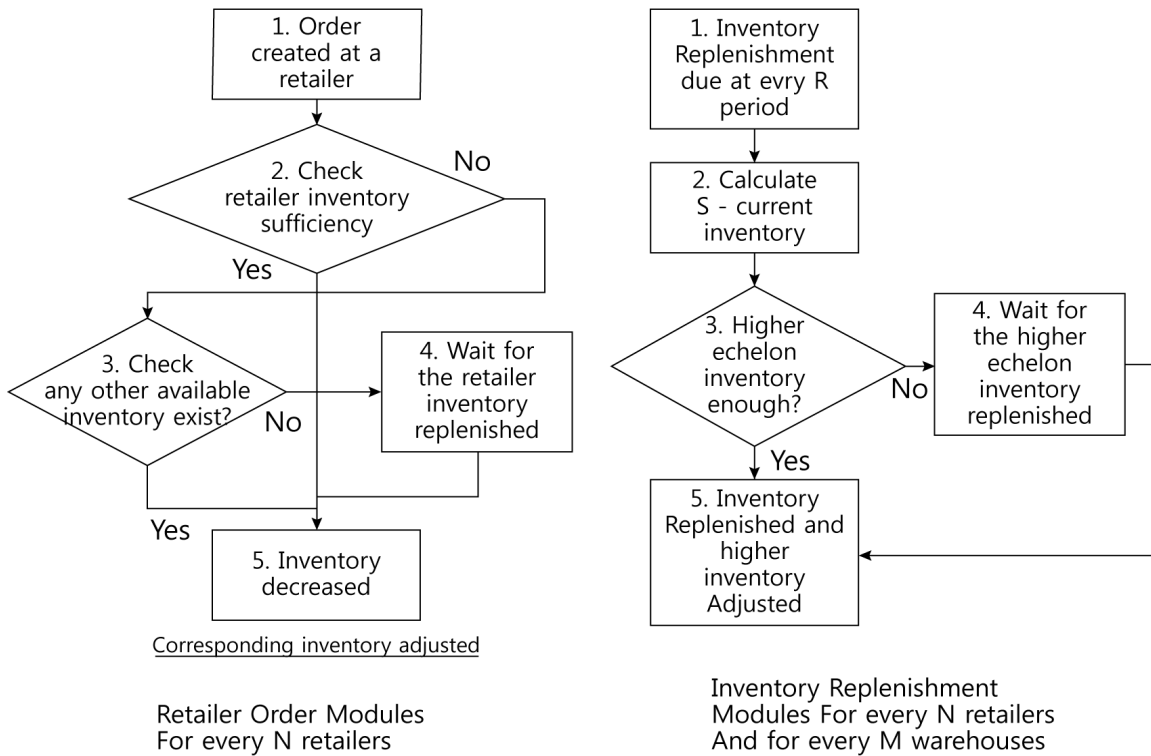 1. Order
created at a
retailer
2. Check
retailer inventory
sufficiency
No
Yes
3. Check
any other available
inventory exist?
No
Yes
4. Wait for
the retailer
inventory
replenished
5. Inventory
decreased
Corresponding inventory adjusted
Retailer Order Modules
For every N retailers
1. Inventory
Replenishment
due at evry R
period
2. Calculate
S - current
inventory
3. Higher
echelon
inventory
enough?
No
Yes
4. Wait for
the higher
echelon
inventory
replenished
5. Inventory
Replenished and
higher
inventory
Adjusted
Inventory Replenishment
Modules For every N retailers
And for every M warehouses